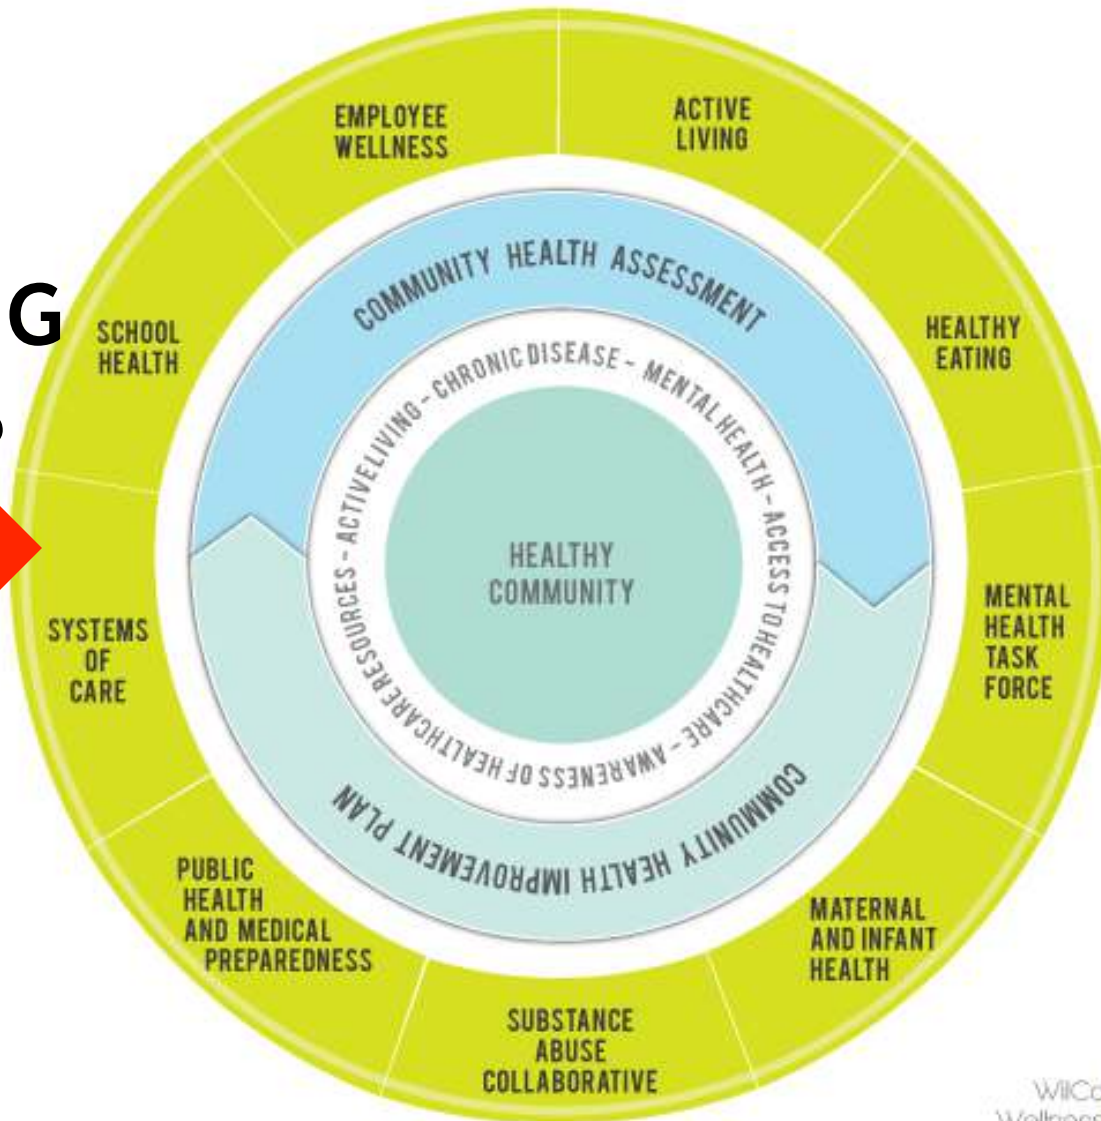 EMPLOYEE
WELLNESS
ACTIVE
LIVING
G
SCHOOL
HEALTH
HEALTHY
EATING
COMMUNITY HEALTH ASSESSMENT
ACTIVE LIVING - CHRONIC DISEASE - MENTAL HEALTH - ACCESS TO HEALTHCARE - AWARENESS OF HEALTHCARE RESOURCES -
HEALTHY
COMMUNITY
SYSTEMS
OF
CARE
MENTAL
HEALTH
TASK
FORCE
COMMUNITY HEALTH IMPROVEMENT PLAN
PUBLIC
HEALTH
AND MEDICAL
PREPAREDNESS
MATERNAL
AND INFANT
HEALTH
SUBSTANCE
ABUSE
COLLABORATIVE
WilCo
Wellness